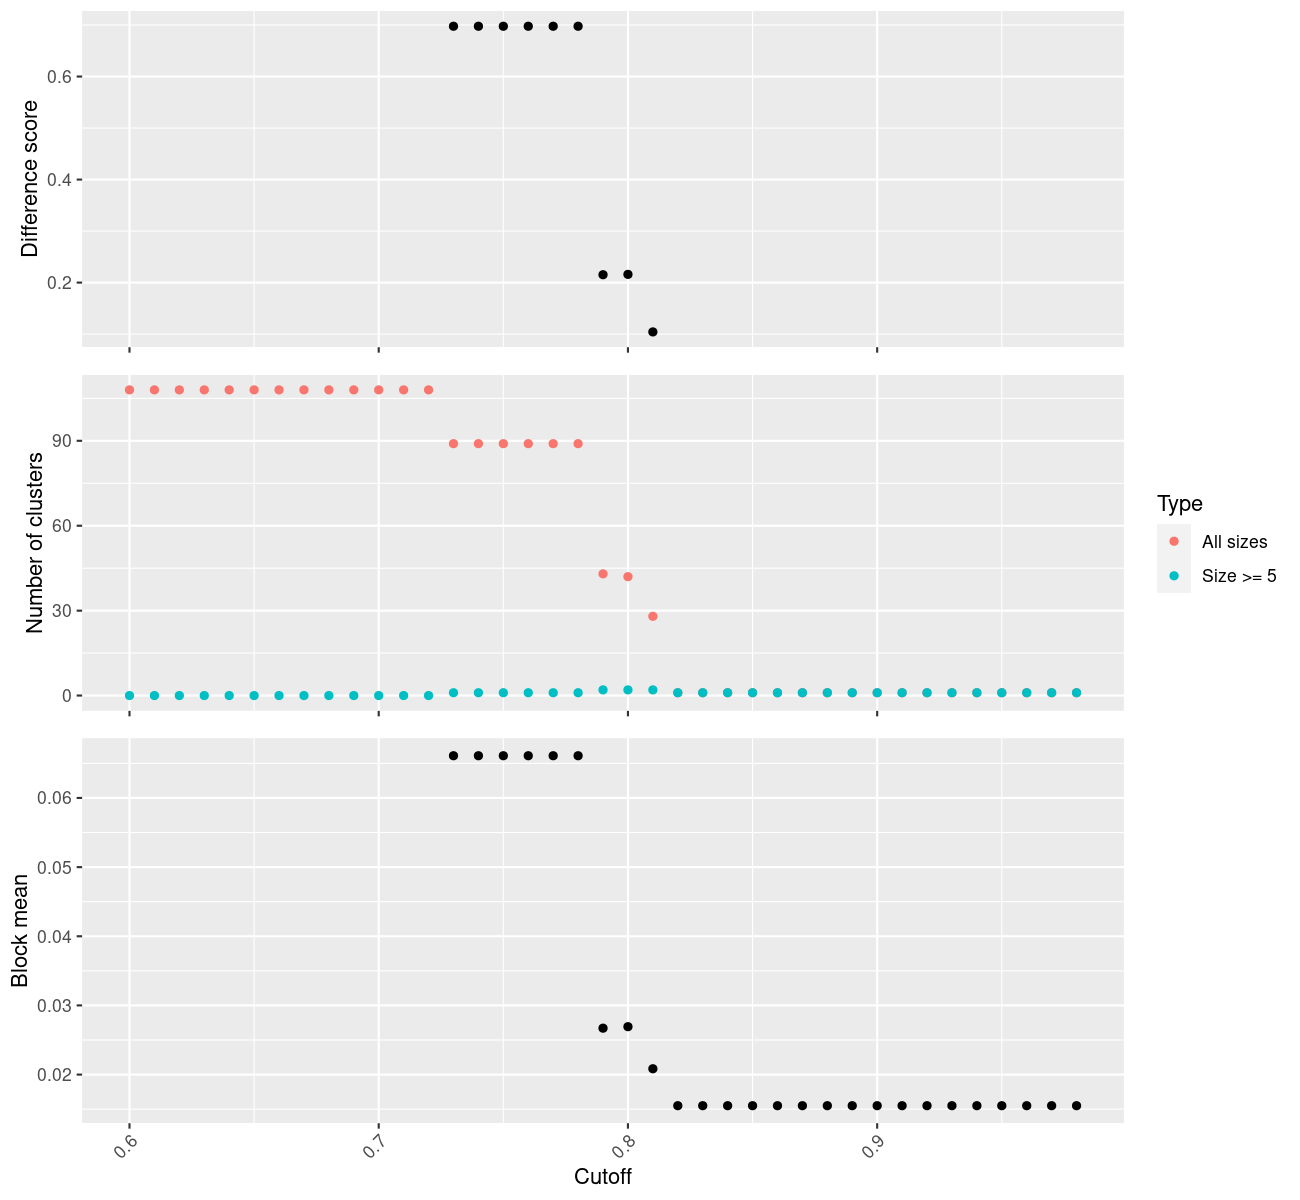 Difference score
0.6
0.4
0.2
Number of clusters
90
60
30
0
Type
All sizes
Size >= 5
Block mean
0.06
0.05
0.04
0.03
0.02
0.6 0.7 0.8 0.9
Cutoff